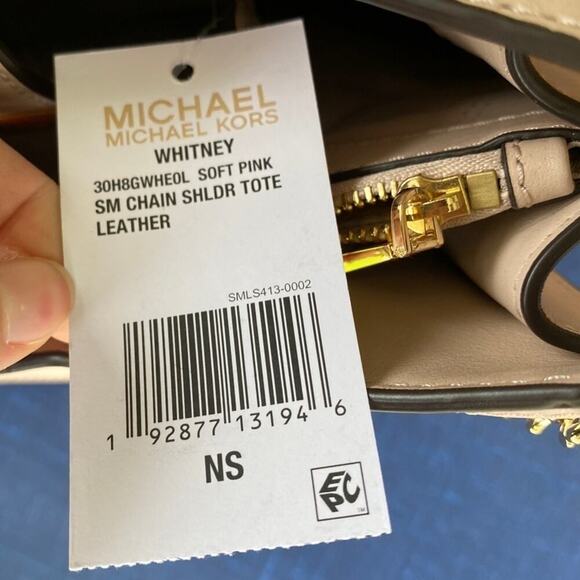 MICHAEL
MICHAEL KORS
WHITNEY
30H8GWHE0L SOFT PINK
SM CHAIN SHLDR TOTE
LEATHER
SMLS413-0002
1 92877 13194 6
NS
EPC
TM